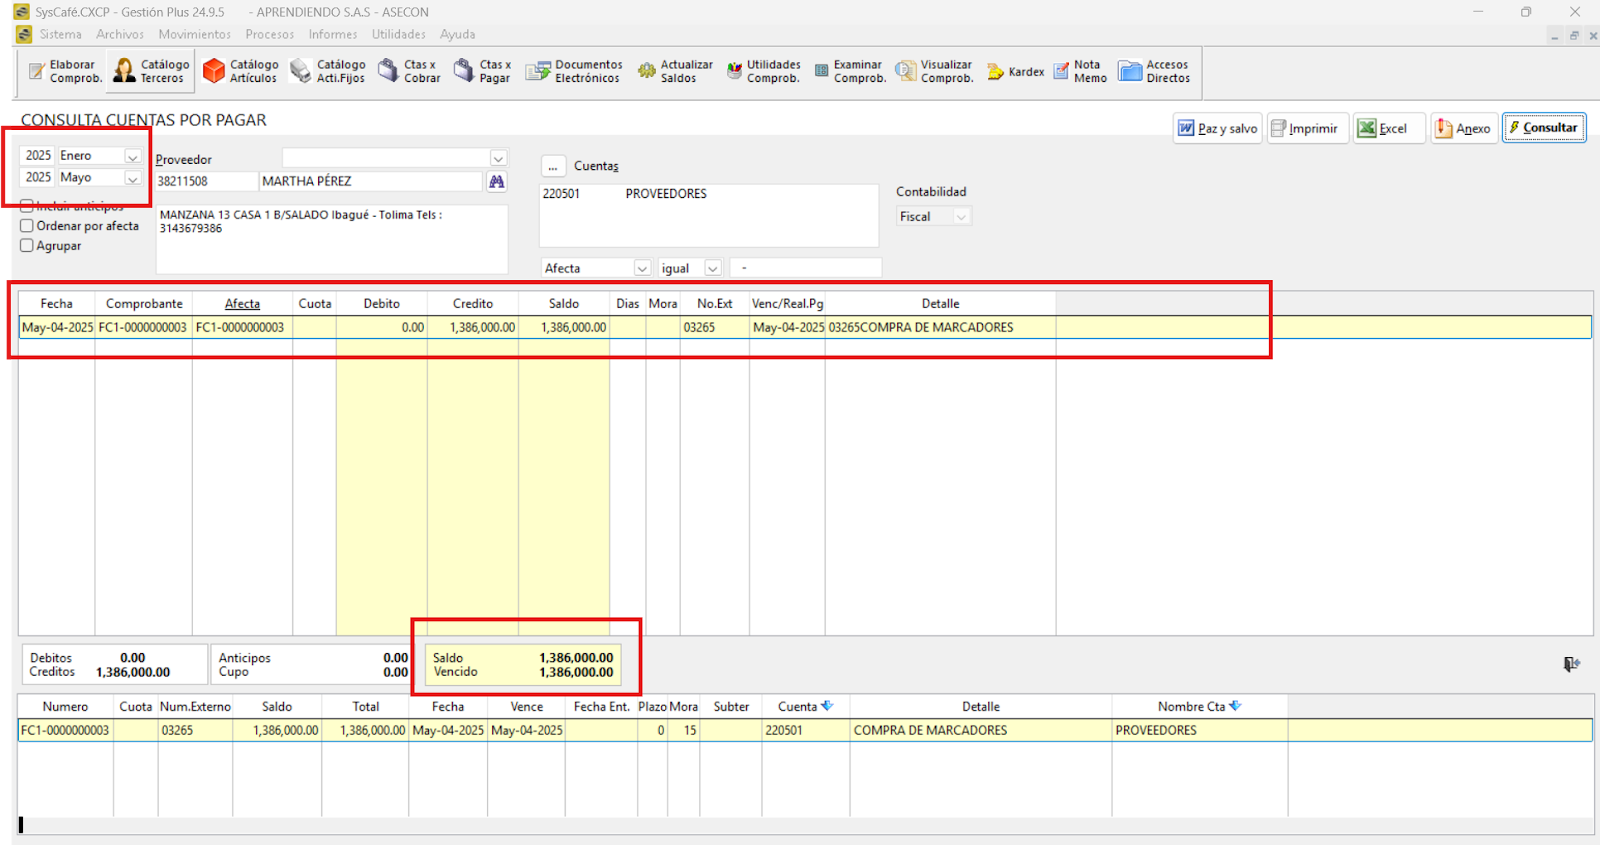 SysCafé.CXCP - Gestión Plus 24.9.5 - APRENDIENDO S.A.S - ASECON
Sistema Archivos Movimientos Procesos Informes Utilidades Ayuda
Elaborar Comprob. Catálogo Terceros Catálogo Artículos Catálogo Acti.Fijos Ctas x Cobrar Ctas x Pagar Documentos Electrónicos Actualizar Saldos Utilidades Comprob. Examinar Comprob. Visualizar Comprob. Kardex Nota Memo Accesos Directos
CONSULTA CUENTAS POR PAGAR
Paz y salvo Imprimir Excel Anexo Consultar
2025 Enero
2025 Mayo
Incluir anticipos
Ordenar por afecta
Agrupar
Proveedor
38211508 MARTHA PÉREZ
MANZANA 13 CASA 1 B/SALADO Ibagué - Tolima Tels :
3143679386
... Cuentas
220501 PROVEEDORES
Afecta igual -
Contabilidad
Fiscal
Fecha Comprobante Afecta Cuota Debito Credito Saldo Dias Mora No.Ext Venc/Real.Pg Detalle
May-04-2025 FC1-0000000003 FC1-0000000003 0.00 1,386,000.00 1,386,000.00 03265 May-04-2025 03265COMPRA DE MARCADORES
Debitos 0.00
Creditos 1,386,000.00
Anticipos 0.00
Cupo 0.00
Saldo 1,386,000.00
Vencido 1,386,000.00
Numero Cuota Num.Externo Saldo Total Fecha Vence Fecha Ent. Plazo Mora Subter Cuenta Detalle Nombre Cta
FC1-0000000003 03265 1,386,000.00 1,386,000.00 May-04-2025 May-04-2025 0 15 220501 COMPRA DE MARCADORES PROVEEDORES